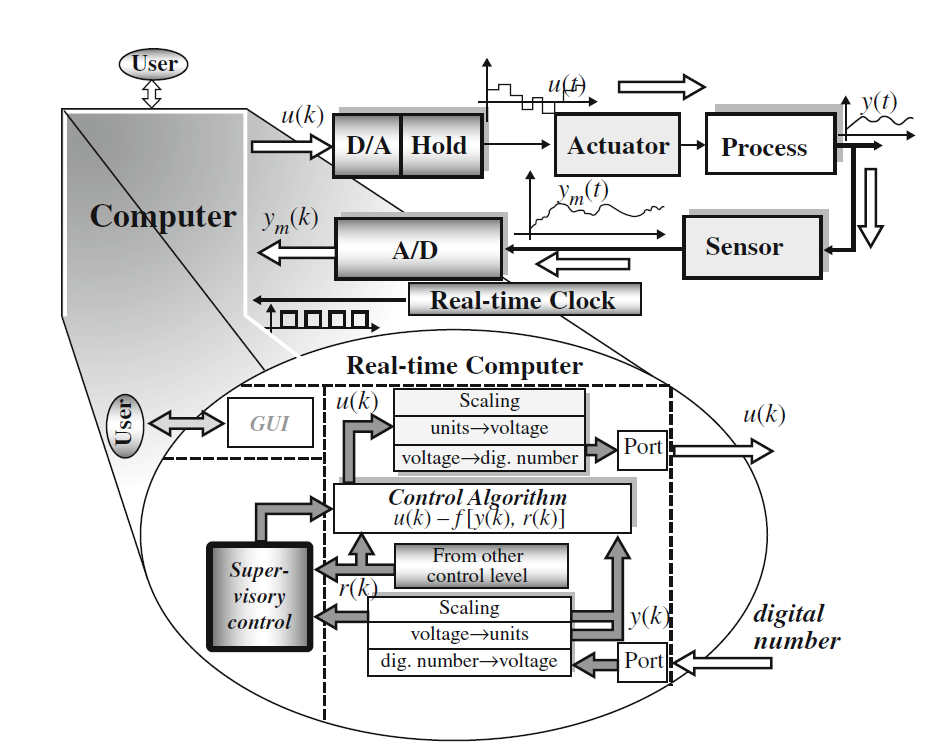 User
u(k)
D/A
Hold
u(t)
Actuator
Process
y(t)
Computer
y_m(k)
A/D
y_m(t)
Sensor
Real-time Clock
Real-time Computer
User
GUI
u(k)
Scaling
units→voltage
voltage→dig. number
Port
u(k)
Control Algorithm
u(k) – f [y(k), r(k)]
Super-
visory
control
From other
control level
r(k)
Scaling
voltage→units
dig. number→voltage
y(k)
Port
digital
number